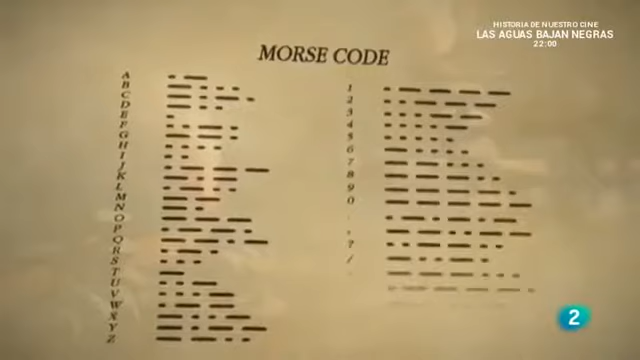 HISTORIA DE NUESTRO CINE
LAS AGUAS BAJAN NEGRAS
22:00
MORSE CODE
A
B
C
D
E
F
G
H
I
J
K
L
M
N
O
P
Q
R
S
T
U
V
W
X
Y
Z
1
2
3
4
5
6
7
8
9
0
.
,
?
/
2